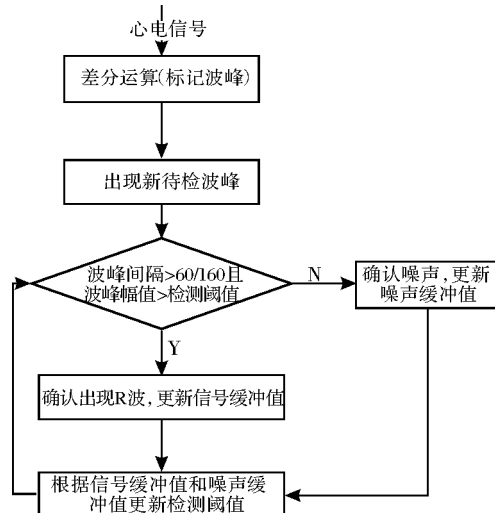 心电信号
差分运算(标记波峰)
出现新待检波峰
波峰间隔>60/160且
波峰幅值>检测阈值
N
确认噪声,更新
噪声缓冲值
Y
确认出现R波,更新信号缓冲值
根据信号缓冲值和噪声缓
冲值更新检测阈值